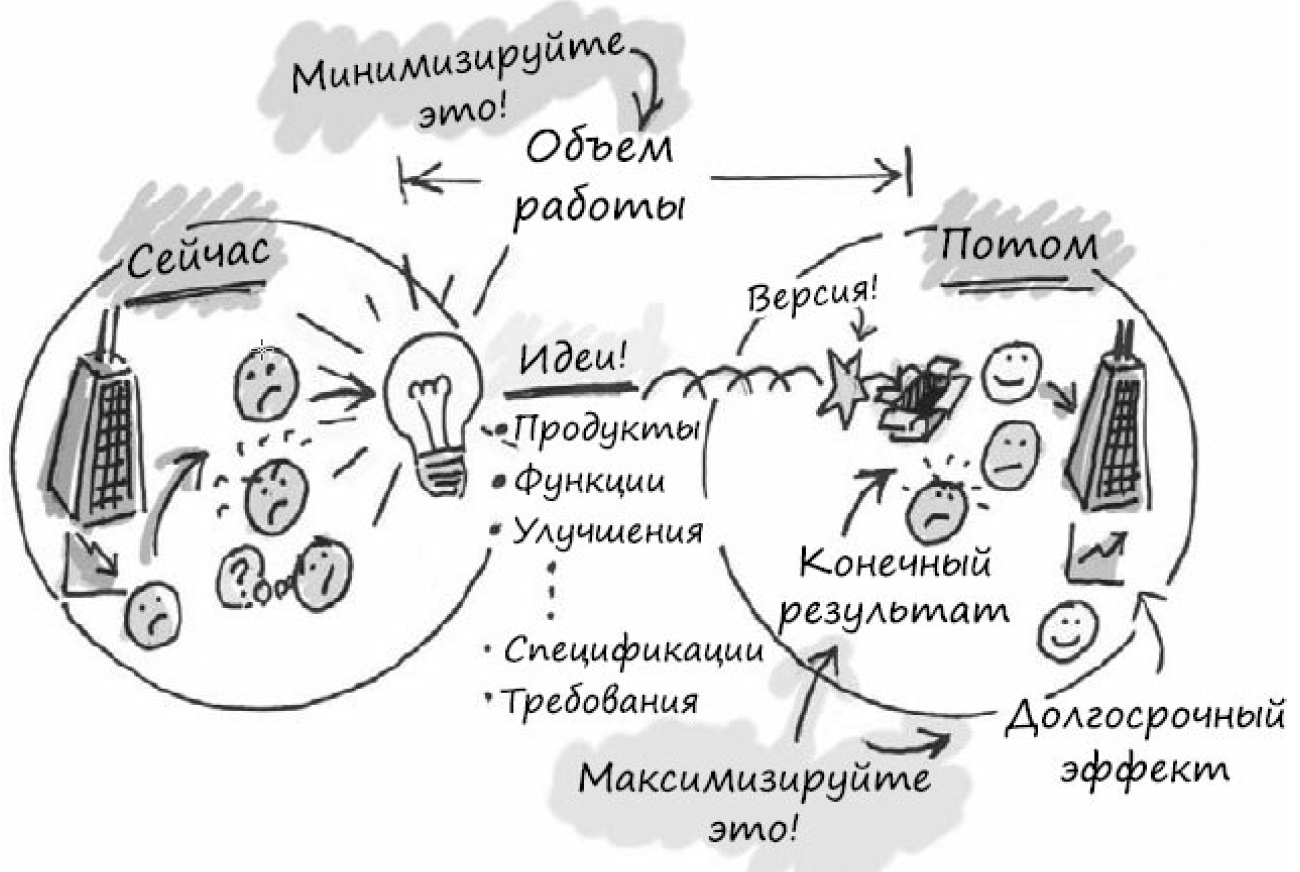 Минимизируйте
это!
Объем
работы
Сейчас
Потом
Версия!
Идеи!
• Продукты
• Функции
• Улучшения
• Спецификации
• Требования
?
Конечный
результат
Долгосрочный
эффект
Максимизируйте
это!